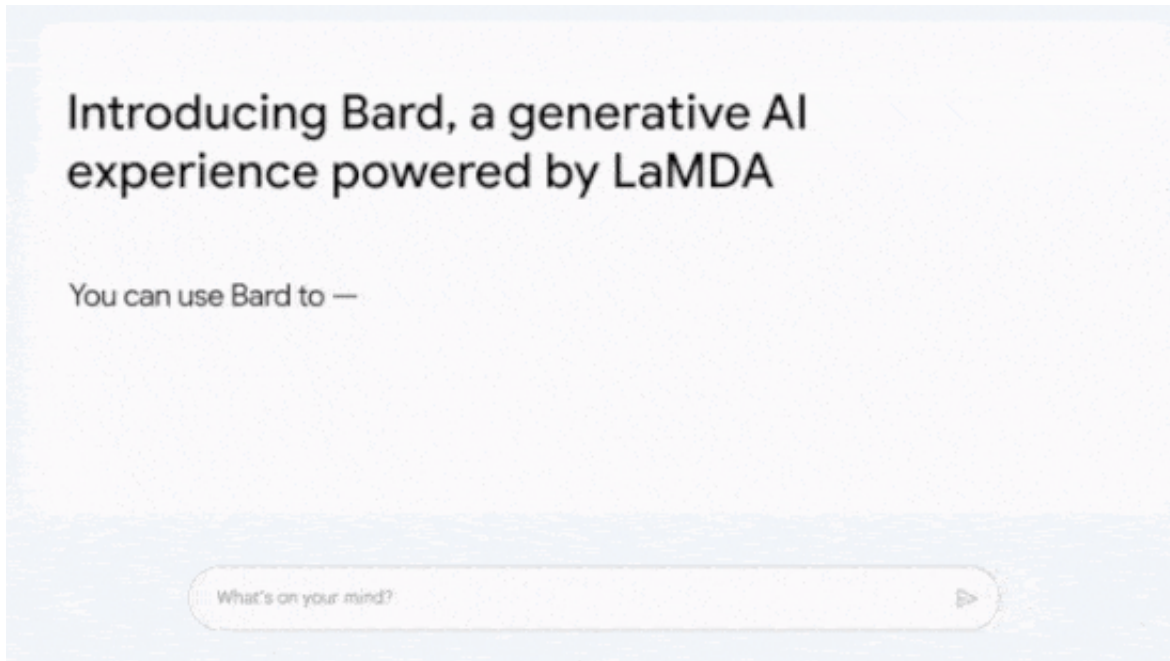 Introducing Bard, a generative AI
experience powered by LaMDA
You can use Bard to —
What's on your mind?